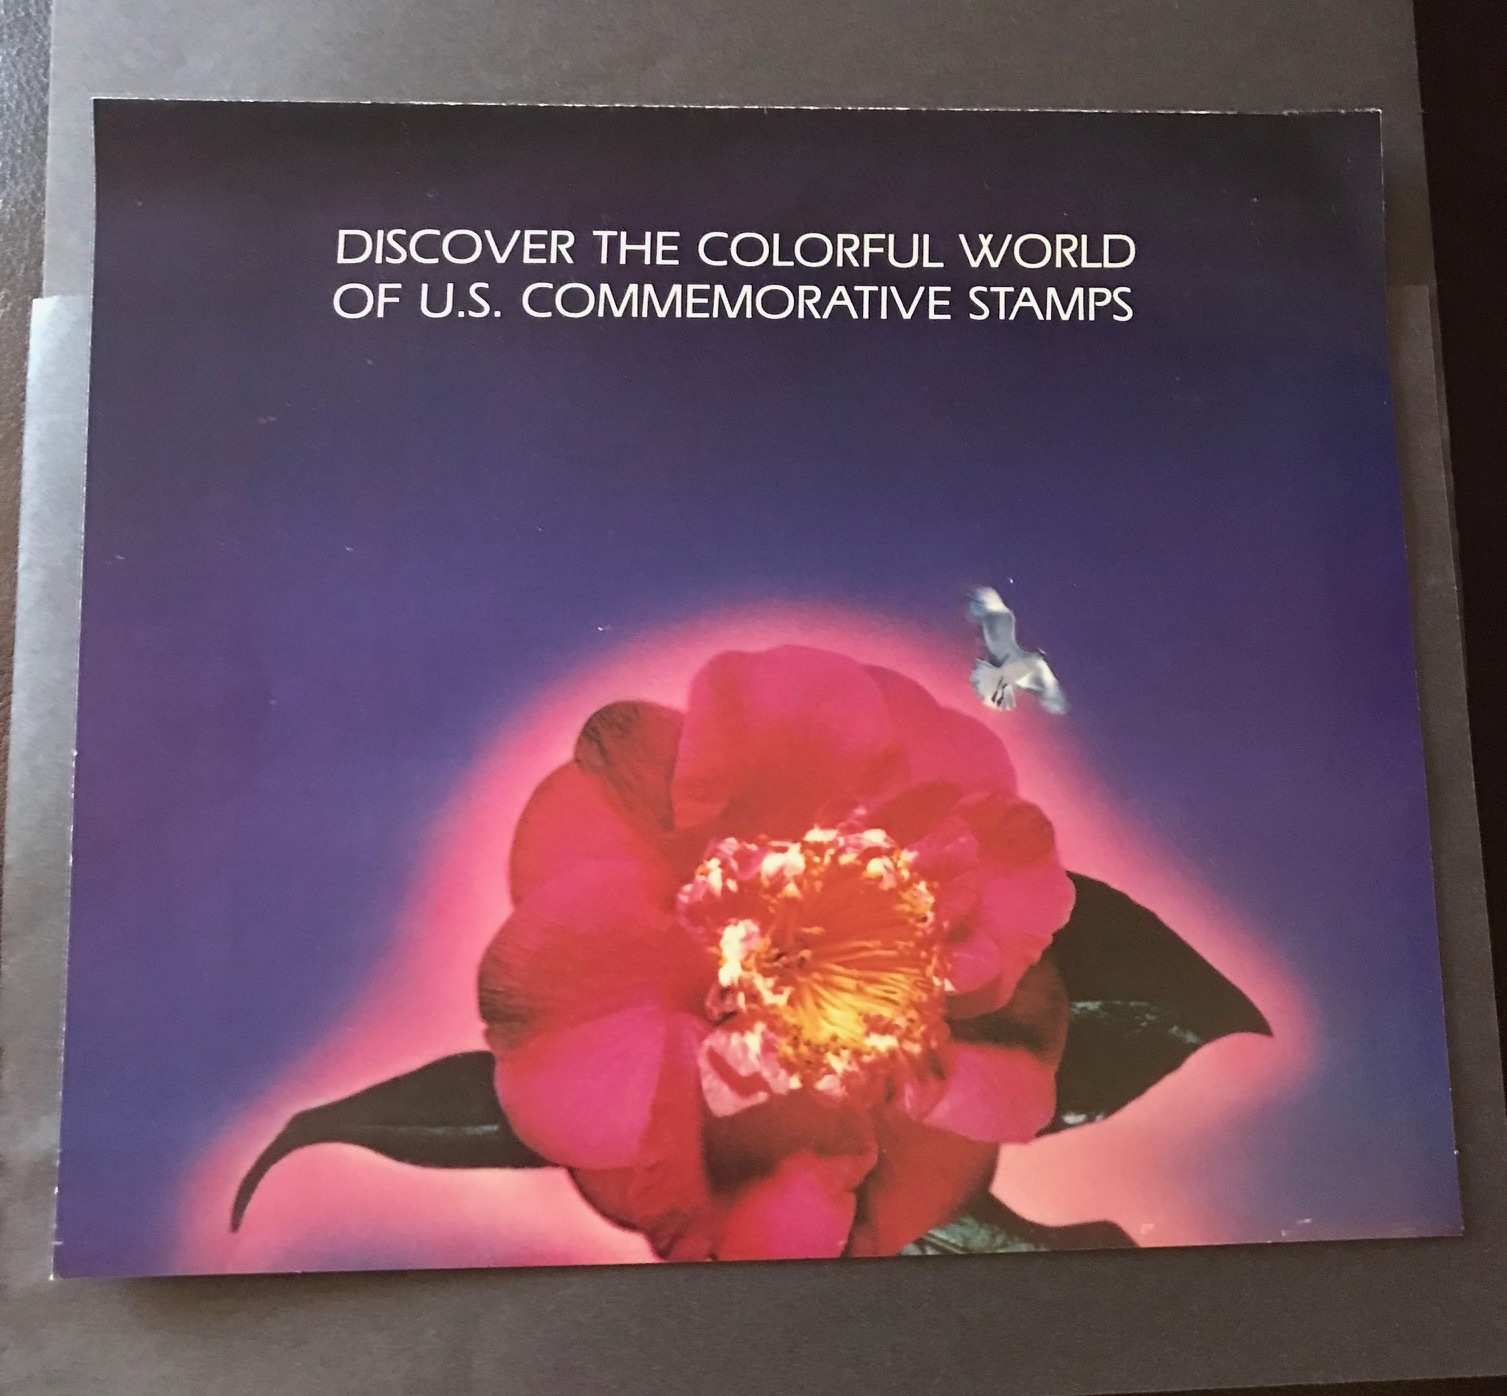 DISCOVER THE COLORFUL WORLD
OF U.S. COMMEMORATIVE STAMPS